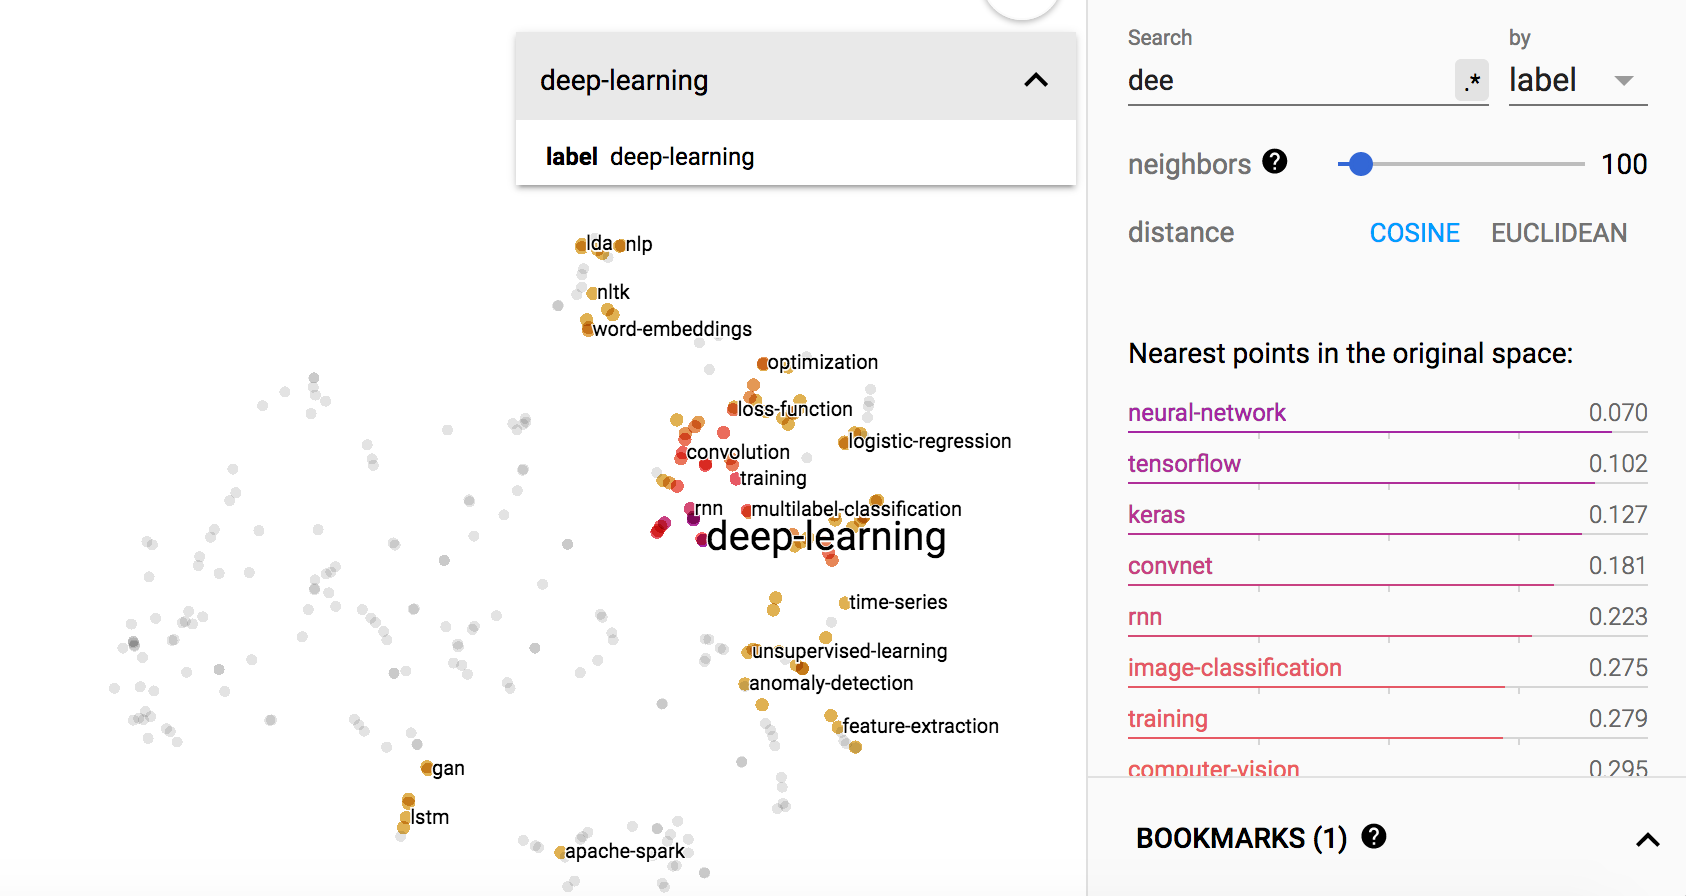 deep-learning
label deep-learning
lda
nlp
nltk
word-embeddings
optimization
loss-function
logistic-regression
convolution
training
rnn
multilabel-classification
deep-learning
time-series
unsupervised-learning
anomaly-detection
feature-extraction
gan
lstm
apache-spark
Search
by
dee
.*
label
neighbors ?
100
distance
COSINE
EUCLIDEAN
Nearest points in the original space:
neural-network 0.070
tensorflow 0.102
keras 0.127
convnet 0.181
rnn 0.223
image-classification 0.275
training 0.279
computer-vision 0.295
BOOKMARKS (1) ?